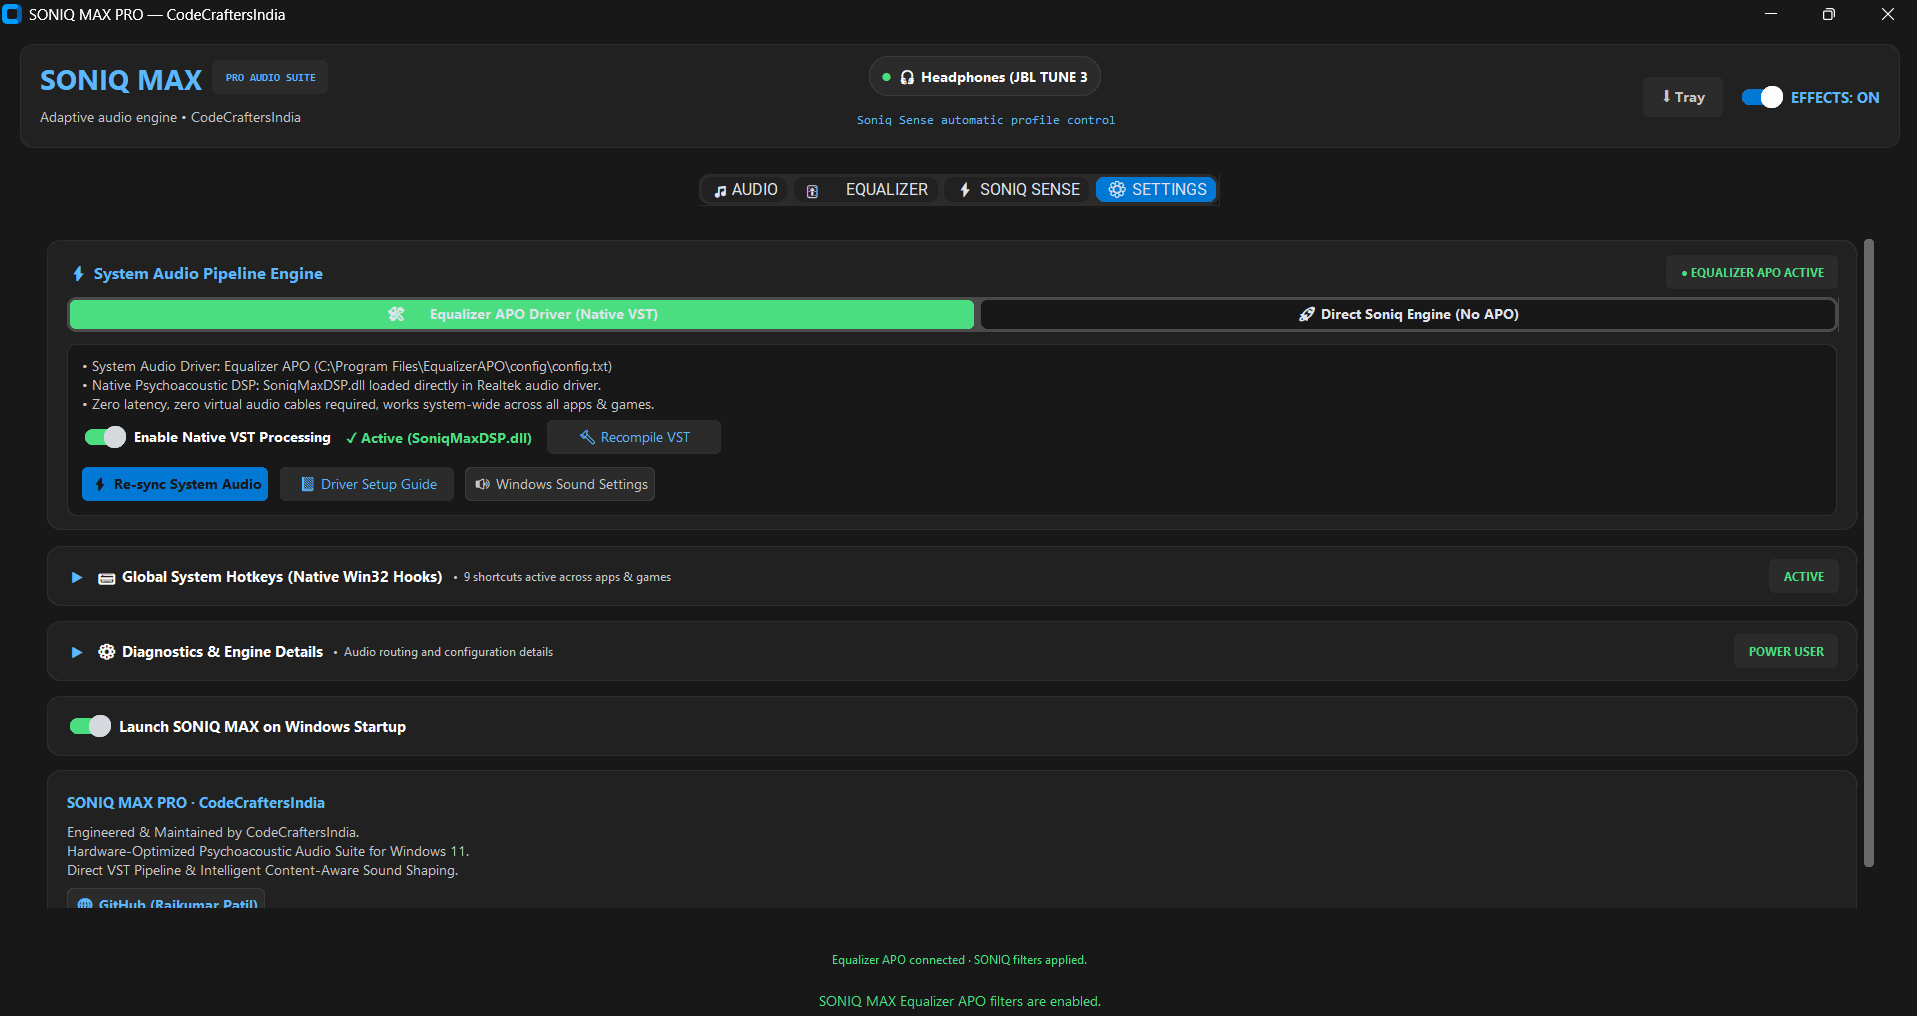 SONIQ MAX PRO — CodeCraftersIndia
SONIQ MAX PRO AUDIO SUITE
Adaptive audio engine • CodeCraftersIndia
Headphones (JBL TUNE 3
Soniq Sense automatic profile control
Tray
EFFECTS: ON
AUDIO EQUALIZER SONIQ SENSE SETTINGS
System Audio Pipeline Engine
• EQUALIZER APO ACTIVE
Equalizer APO Driver (Native VST)
Direct Soniq Engine (No APO)
• System Audio Driver: Equalizer APO (C:\Program Files\EqualizerAPO\config\config.txt)
• Native Psychoacoustic DSP: SoniqMaxDSP.dll loaded directly in Realtek audio driver.
• Zero latency, zero virtual audio cables required, works system-wide across all apps & games.
Enable Native VST Processing ✓ Active (SoniqMaxDSP.dll) Recompile VST
Re-sync System Audio Driver Setup Guide Windows Sound Settings
Global System Hotkeys (Native Win32 Hooks) • 9 shortcuts active across apps & games
ACTIVE
Diagnostics & Engine Details • Audio routing and configuration details
POWER USER
Launch SONIQ MAX on Windows Startup
SONIQ MAX PRO · CodeCraftersIndia
Engineered & Maintained by CodeCraftersIndia.
Hardware-Optimized Psychoacoustic Audio Suite for Windows 11.
Direct VST Pipeline & Intelligent Content-Aware Sound Shaping.
GitHub (Rajkumar Patil)
Equalizer APO connected · SONIQ filters applied.
SONIQ MAX Equalizer APO filters are enabled.